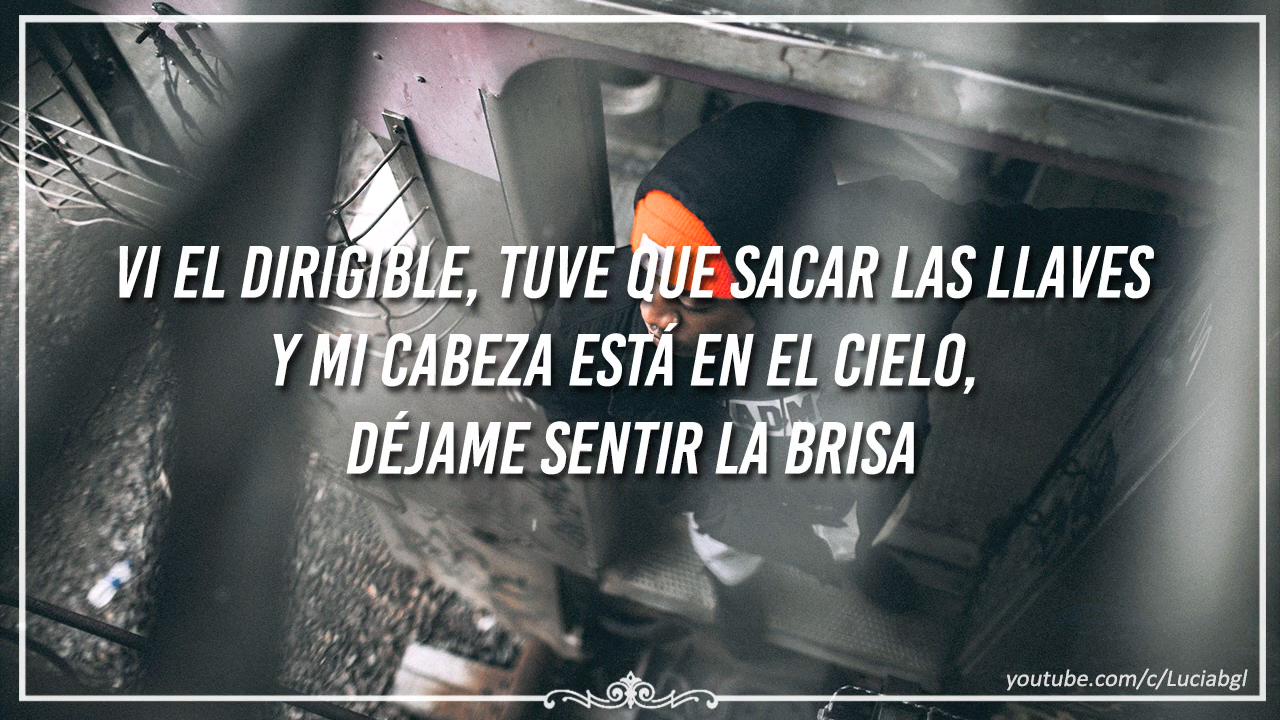 VI EL DIRIGIBLE, TUVE QUE SACAR LAS LLAVES
Y MI CABEZA ESTÁ EN EL CIELO,
DÉJAME SENTIR LA BRISA
youtube.com/c/Luciabgl